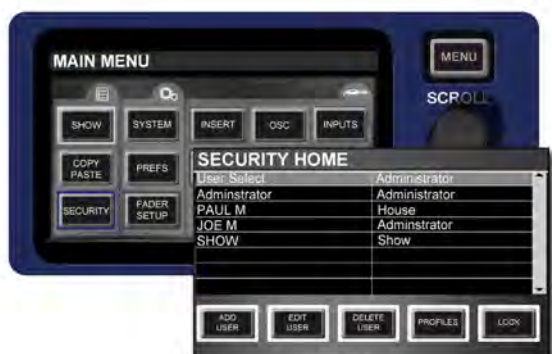 MAIN MENU
MENU
SCROLL
SHOW
SYSTEM
INSERT
OSC
INPUTS
COPY
PASTE
PREFS
SECURITY
FADER
SETUP
SECURITY HOME
User Select Administrator
Adminstrator Administrator
PAUL M House
JOE M Adminstrator
SHOW Show
ADD
USER
EDIT
USER
DELETE
USER
PROFILES
LOCK